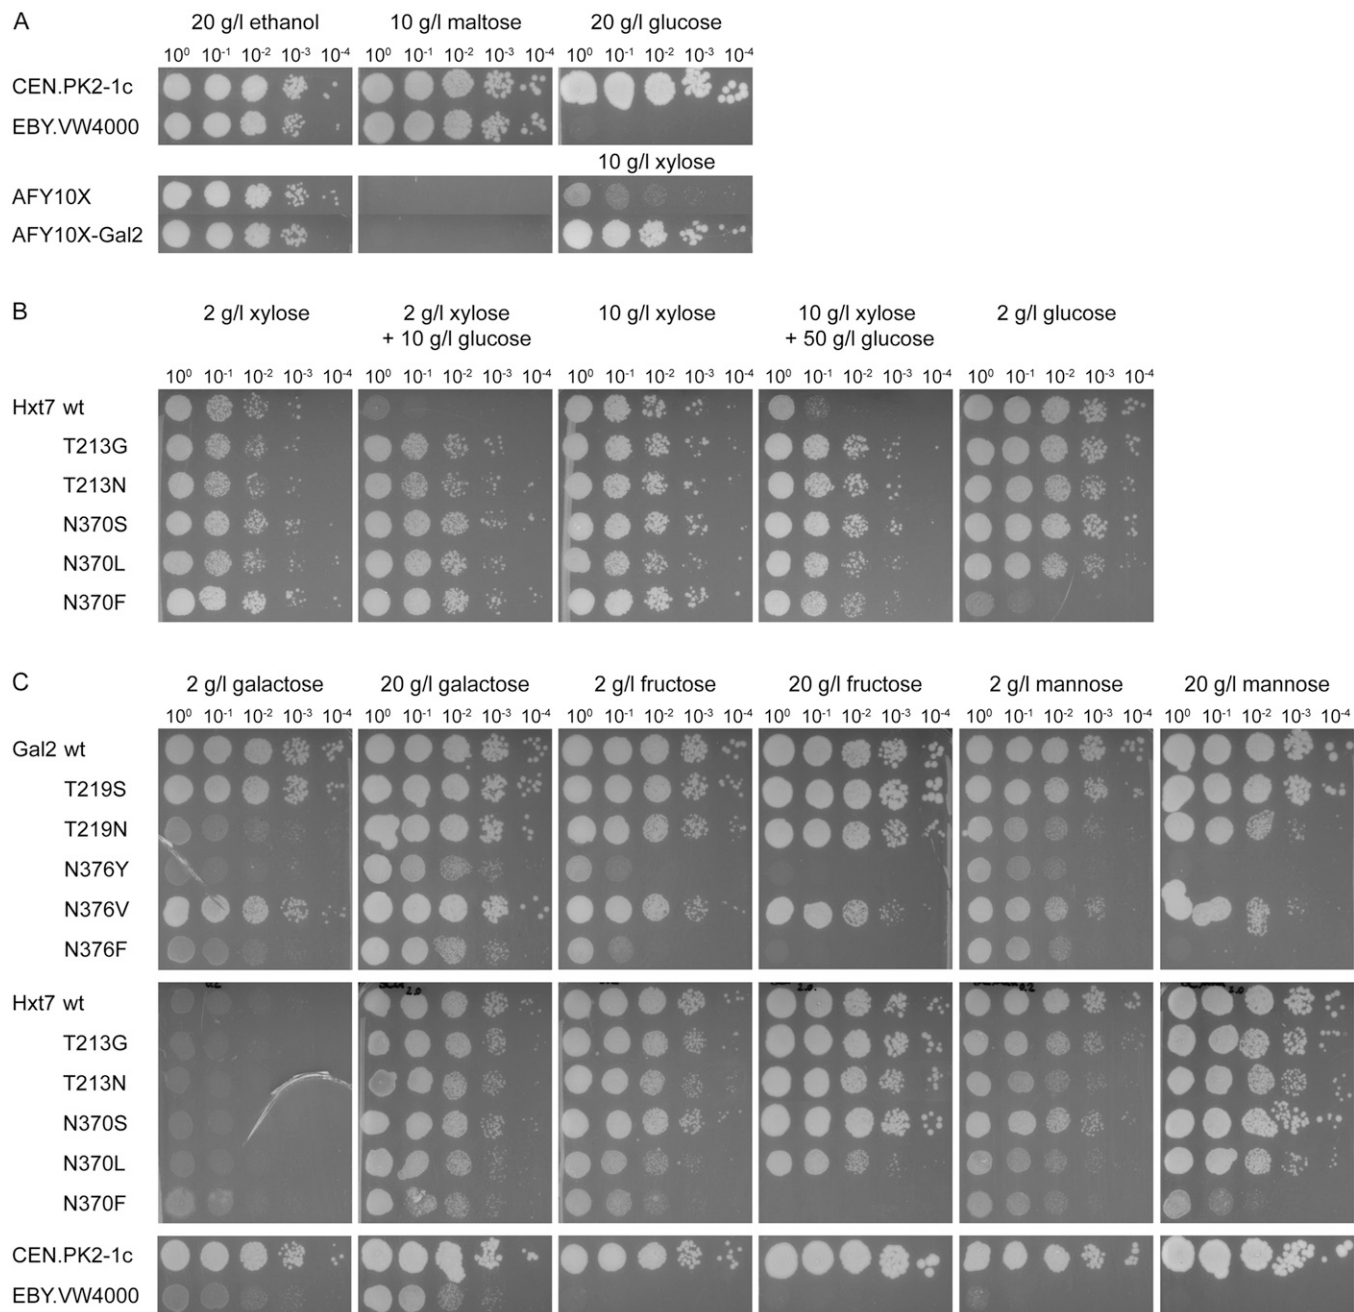 A
20 g/l ethanol 10 g/l maltose 20 g/l glucose
10⁰ 10⁻¹ 10⁻² 10⁻³ 10⁻⁴ 10⁰ 10⁻¹ 10⁻² 10⁻³ 10⁻⁴ 10⁰ 10⁻¹ 10⁻² 10⁻³ 10⁻⁴
CEN.PK2-1c
EBY.VW4000
10 g/l xylose
AFY10X
AFY10X-Gal2
B
2 g/l xylose 2 g/l xylose 10 g/l xylose 10 g/l xylose 2 g/l glucose
+ 10 g/l glucose + 50 g/l glucose
10⁰ 10⁻¹ 10⁻² 10⁻³ 10⁻⁴ 10⁰ 10⁻¹ 10⁻² 10⁻³ 10⁻⁴ 10⁰ 10⁻¹ 10⁻² 10⁻³ 10⁻⁴ 10⁰ 10⁻¹ 10⁻² 10⁻³ 10⁻⁴ 10⁰ 10⁻¹ 10⁻² 10⁻³ 10⁻⁴
Hxt7 wt
T213G
T213N
N370S
N370L
N370F
C
2 g/l galactose 20 g/l galactose 2 g/l fructose 20 g/l fructose 2 g/l mannose 20 g/l mannose
10⁰ 10⁻¹ 10⁻² 10⁻³ 10⁻⁴ 10⁰ 10⁻¹ 10⁻² 10⁻³ 10⁻⁴ 10⁰ 10⁻¹ 10⁻² 10⁻³ 10⁻⁴ 10⁰ 10⁻¹ 10⁻² 10⁻³ 10⁻⁴ 10⁰ 10⁻¹ 10⁻² 10⁻³ 10⁻⁴ 10⁰ 10⁻¹ 10⁻² 10⁻³ 10⁻⁴
Gal2 wt
T219S
T219N
N376Y
N376V
N376F
Hxt7 wt
T213G
T213N
N370S
N370L
N370F
CEN.PK2-1c
EBY.VW4000